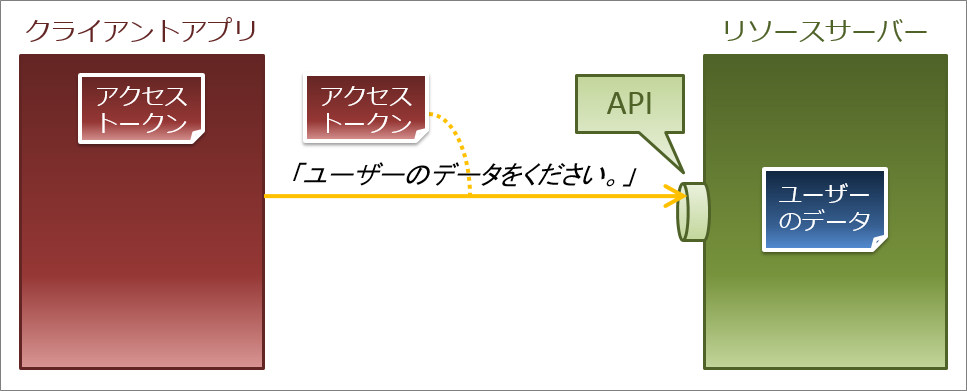 クライアントアプリ
リソースサーバー
アクセス
トークン
アクセス
トークン
API
「ユーザーのデータをください。」
ユーザー
のデータ